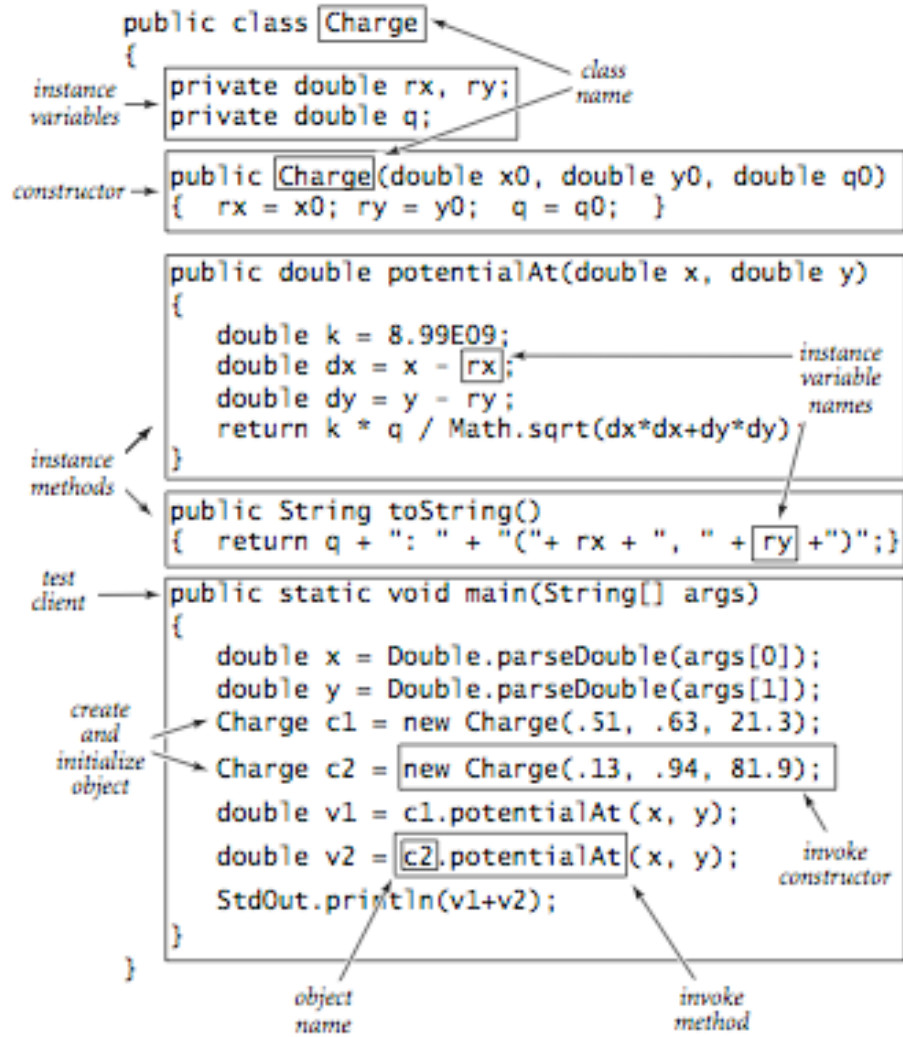 public class Charge
{
class
name
instance
variables
private double rx, ry;
private double q;
constructor
public Charge(double x0, double y0, double q0)
{  rx = x0; ry = y0;  q = q0;  }
public double potentialAt(double x, double y)
{
double k = 8.99E09;
double dx = x - rx;
double dy = y - ry;
return k * q / Math.sqrt(dx*dx+dy*dy)
}
instance
variable
names
instance
methods
public String toString()
{  return q + ": " + "("+ rx + ", " + ry +")";}
test
client
public static void main(String[] args)
{
double x = Double.parseDouble(args[0]);
double y = Double.parseDouble(args[1]);
Charge c1 = new Charge(.51, .63, 21.3);
Charge c2 = new Charge(.13, .94, 81.9);
double v1 = c1.potentialAt(x, y);
double v2 = c2.potentialAt(x, y);
StdOut.println(v1+v2);
}
}
create
and
initialize
object
invoke
constructor
object
name
invoke
method